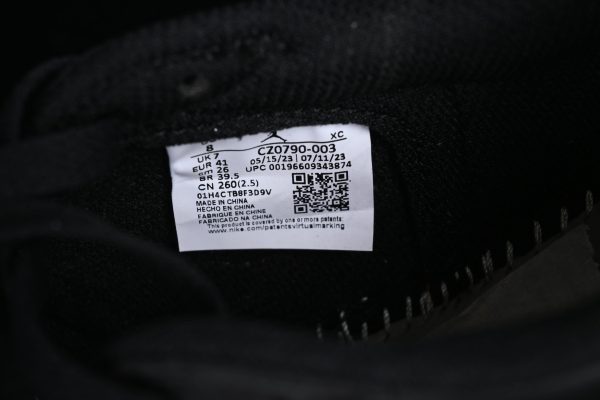 8 XC
UK 7 CZ0790-003
EUR 41 05/15/23 | 07/11/23
cm 26 UPC 00196609343874
BR 39.5
CN 260(2.5)
01H4CTB8F3D9V
MADE IN CHINA
HECHO EN CHINA
FABRIQUE EN CHINE
FABRICADO NA CHINA
This product is covered by one or more patents:
www.nike.com/patentsvirtualmarking